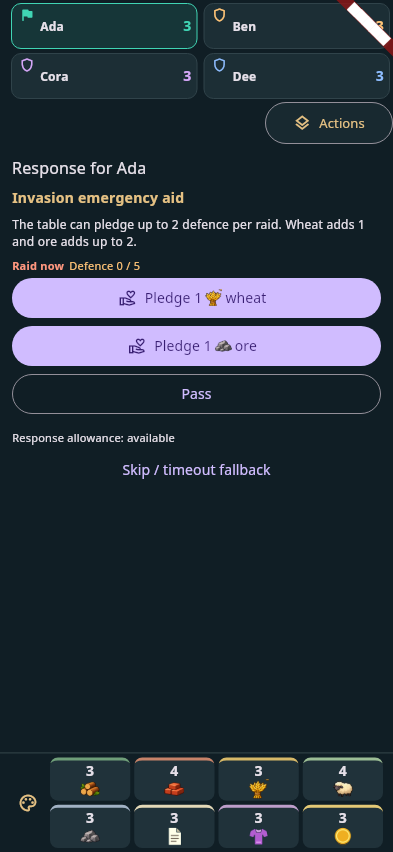 Ada 3
Ben 3
Cora 3
Dee 3
Actions
Response for Ada
Invasion emergency aid
The table can pledge up to 2 defence per raid. Wheat adds 1
and ore adds up to 2.
Raid now Defence 0 / 5
Pledge 1 wheat
Pledge 1 ore
Pass
Response allowance: available
Skip / timeout fallback
3 4 3 4
3 3 3 3